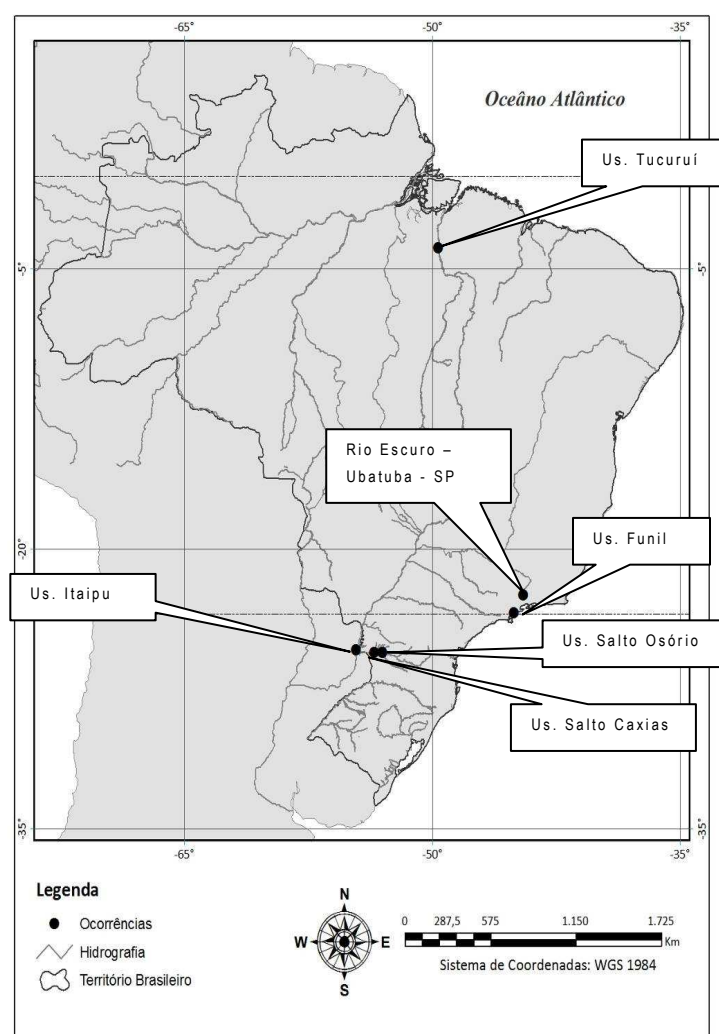 -65°
-50°
-35°
Oceâno Atlântico
Us. Tucuruí
-5°
-5°
Rio Escuro –
Ubatuba - SP
-20°
-20°
Us. Funil
Us. Itaipu
Us. Salto Osório
Us. Salto Caxias
-35°
-35°
-65°
-50°
-35°
Legenda
Ocorrências
Hidrografia
Território Brasileiro
N
W
E
S
0 287,5 575 1.150 1.725
Km
Sistema de Coordenadas: WGS 1984